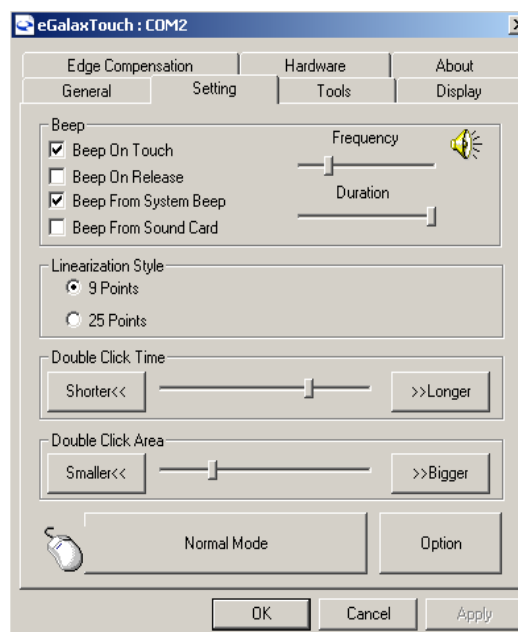 eGalaxTouch : COM2
Edge Compensation Hardware About
General Setting Tools Display
Beep
Beep On Touch
Beep On Release
Beep From System Beep
Beep From Sound Card
Frequency
Duration
Linearization Style
9 Points
25 Points
Double Click Time
Shorter<< >>Longer
Double Click Area
Smaller<< >>Bigger
Normal Mode Option
OK Cancel Apply